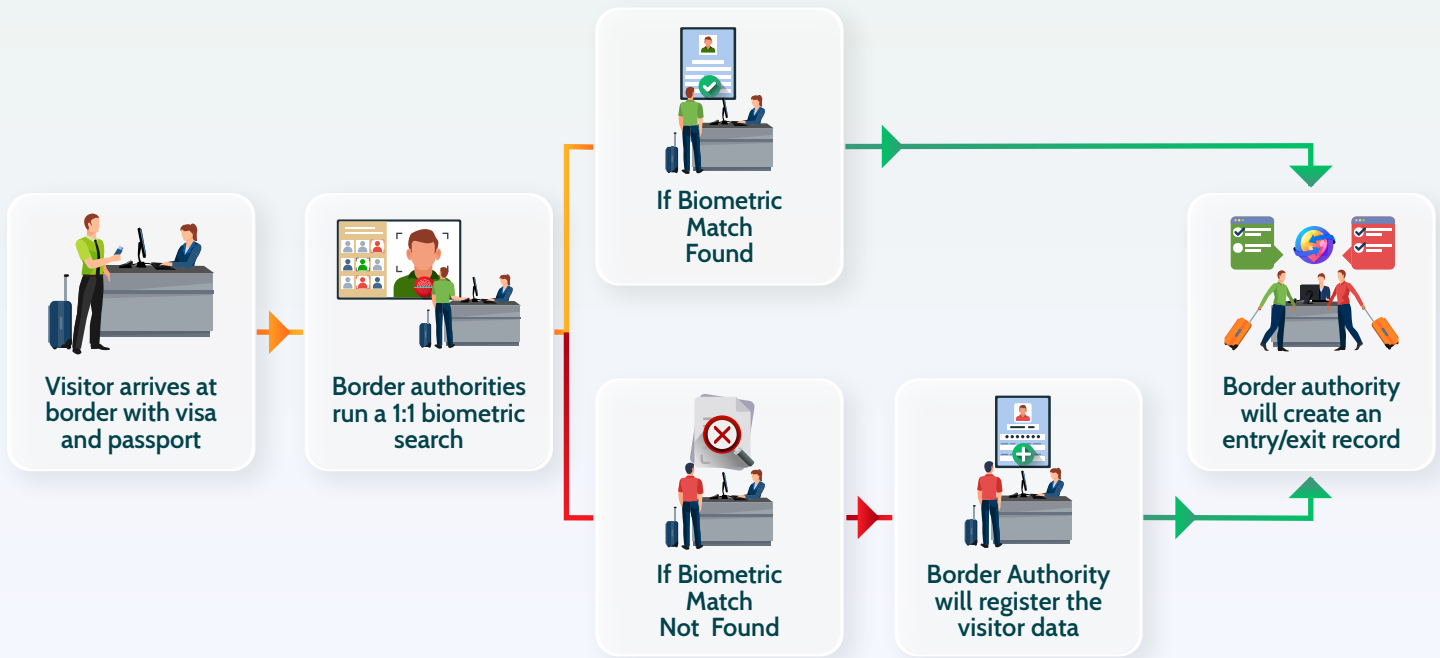 Visitor arrives at
border with visa
and passport
Border authorities
run a 1:1 biometric
search
If Biometric
Match
Found
If Biometric
Match
Not Found
Border Authority
will register the
visitor data
Border authority
will create an
entry/exit record